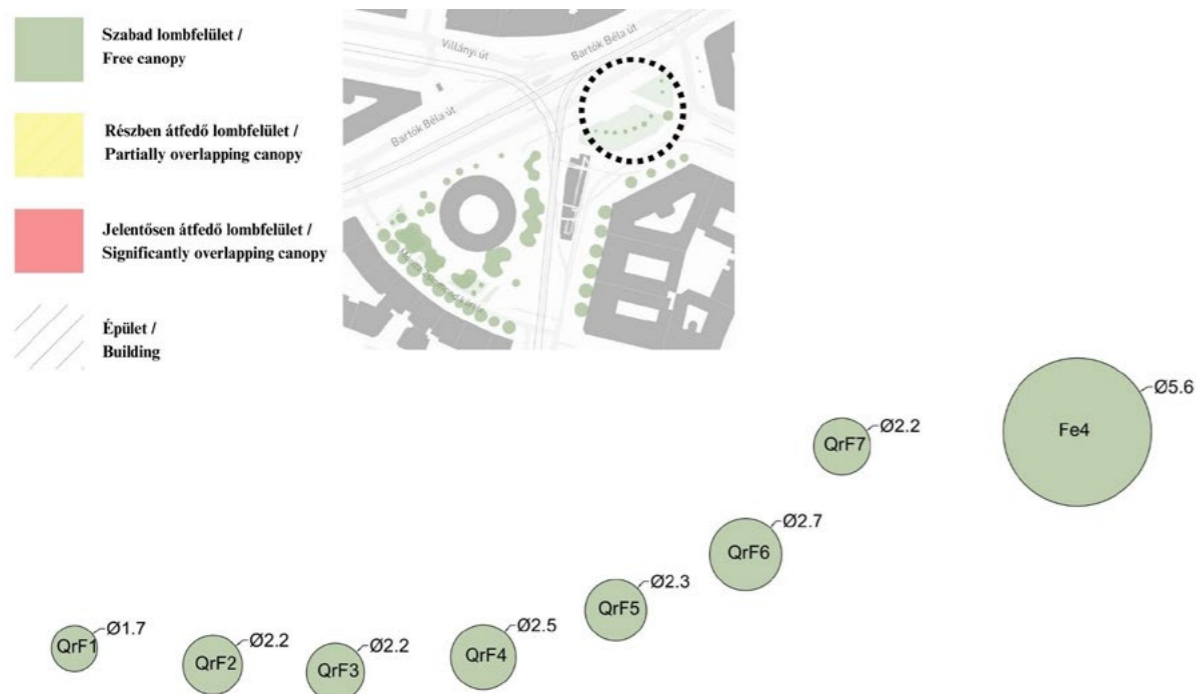 Szabad lombfelület /
Free canopy
Részben átfedő lombfelület /
Partially overlapping canopy
Jelentősen átfedő lombfelület /
Significantly overlapping canopy
Épület /
Building
Villányi út
Bartók Béla út
Bartók Béla út
Fe4
Ø5.6
QrF7
Ø2.2
QrF6
Ø2.7
QrF5
Ø2.3
QrF4
Ø2.5
QrF3
Ø2.2
QrF2
Ø2.2
QrF1
Ø1.7